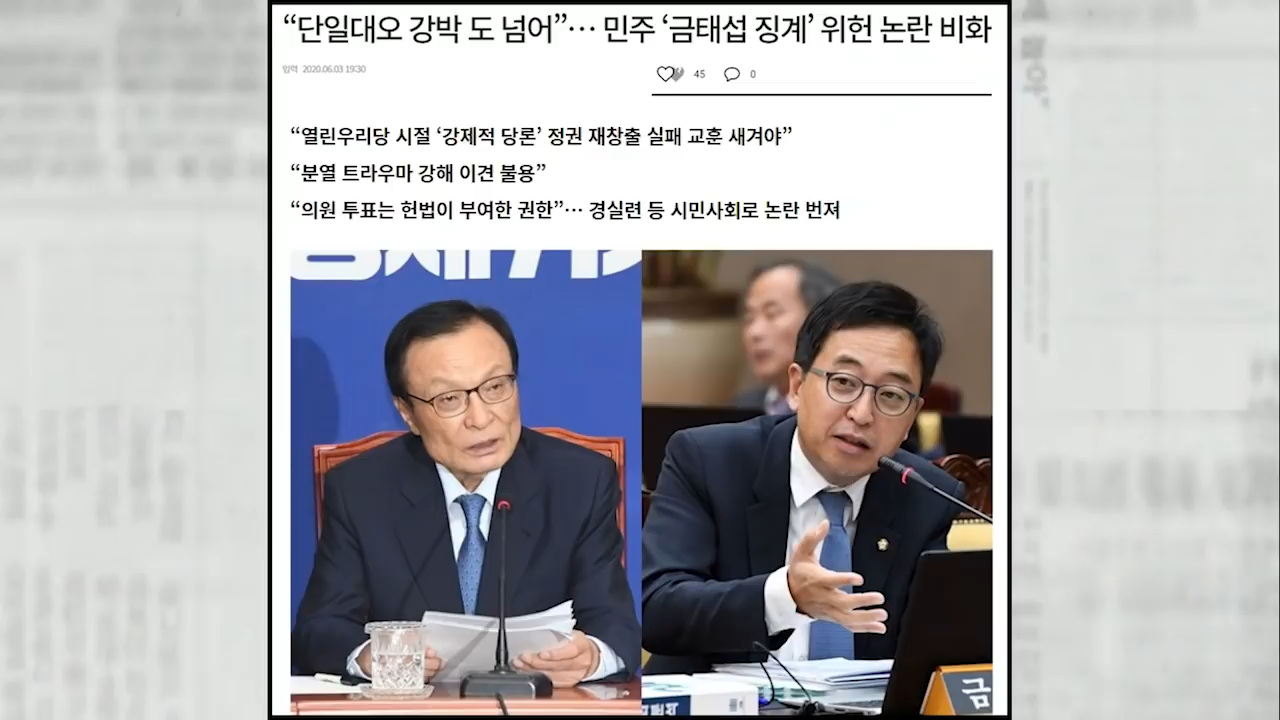 “단일대오 강박 도 넘어”… 민주 ‘금태섭 징계’ 위헌 논란 비화
입력 2020.06.03 19:30
45 0
“열린우리당 시절 ‘강제적 당론’ 정권 재창출 실패 교훈 새겨야”
“분열 트라우마 강해 이견 불용”
“의원 투표는 헌법이 부여한 권한”… 경실련 등 시민사회로 논란 번져
금